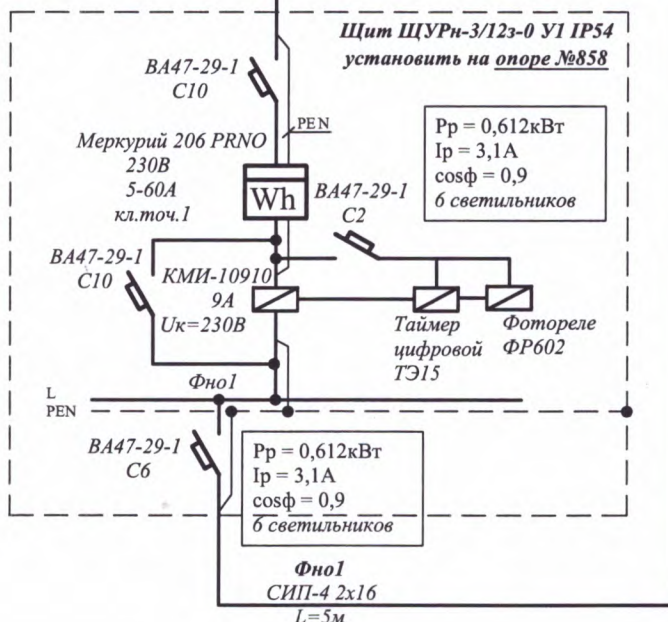 Щит ЩУРн-3/12з-0 У1 IP54
установить на опоре №858
ВА47-29-1
С10
PEN
Рр = 0,612кВт
Iр = 3,1А
cosф = 0,9
6 светильников
Меркурий 206 PRNO
230В
5-60А
кл.точ.1
Wh
ВА47-29-1
С2
ВА47-29-1
С10
КМИ-10910
9А
Uк=230В
Таймер
цифровой
ТЭ15
Фотореле
ФР602
Фно1
L
PEN
ВА47-29-1
С6
Рр = 0,612кВт
Iр = 3,1А
cosф = 0,9
6 светильников
Фно1
СИП-4 2х16
L=5м